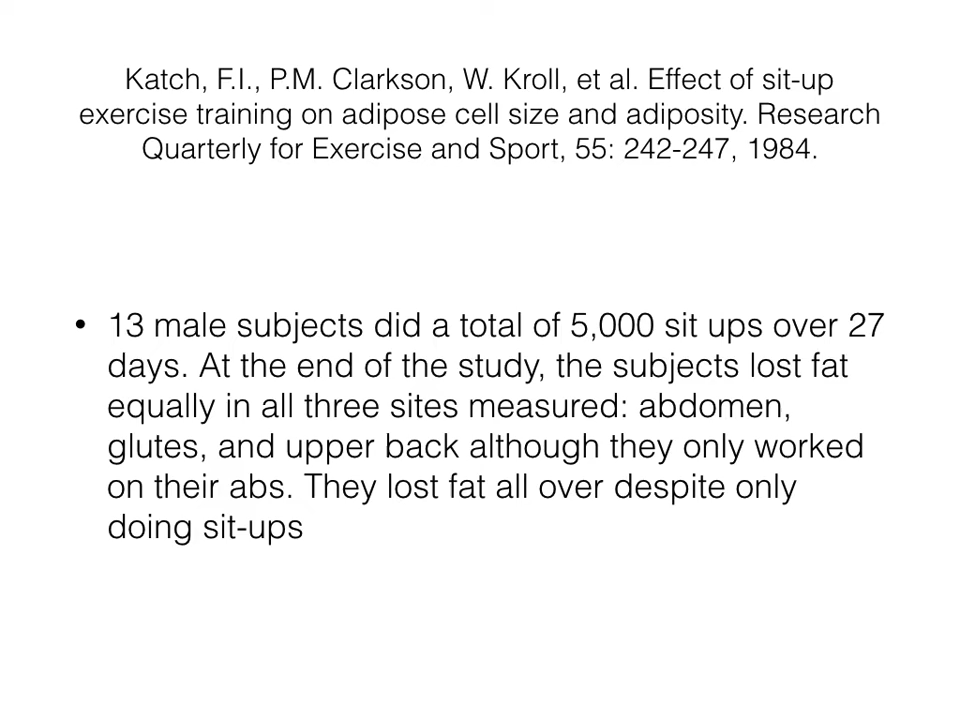 Katch, F.I., P.M. Clarkson, W. Kroll, et al. Effect of sit-up
exercise training on adipose cell size and adiposity. Research
Quarterly for Exercise and Sport, 55: 242-247, 1984.
• 13 male subjects did a total of 5,000 sit ups over 27
days. At the end of the study, the subjects lost fat
equally in all three sites measured: abdomen,
glutes, and upper back although they only worked
on their abs. They lost fat all over despite only
doing sit-ups